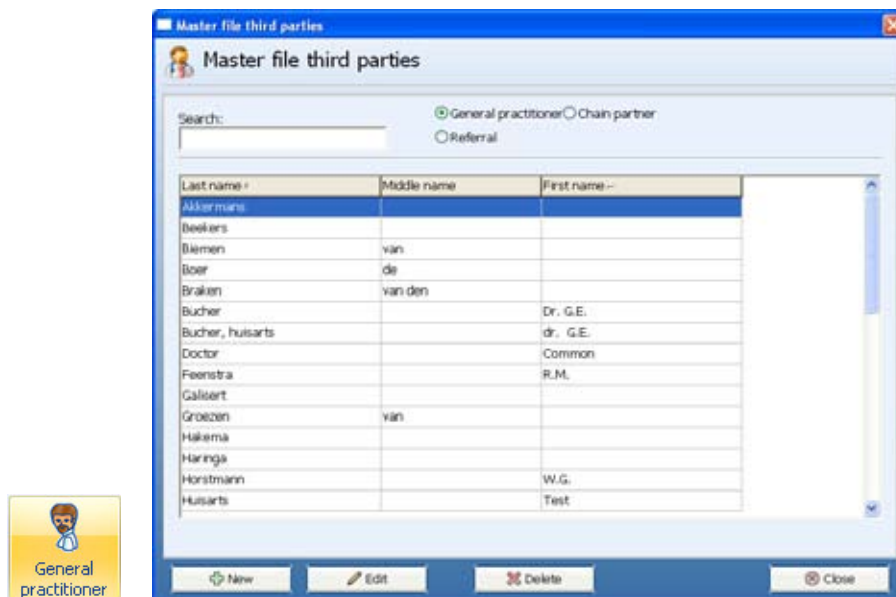 Master file third parties
Master file third parties
Search:
General practitioner Chain partner
Referral
Last name Middle name First name
Akkermans
Beekers
Biemen van
Boer de
Braken van den
Bucher Dr. G.E.
Bucher, huisarts dr. G.E.
Doctor Common
Feenstra R.M.
Galisert
Groezen van
Hakema
Haringa
Horstmann W.G.
Huisarts Test
New Edit Delete Close
General
practitioner